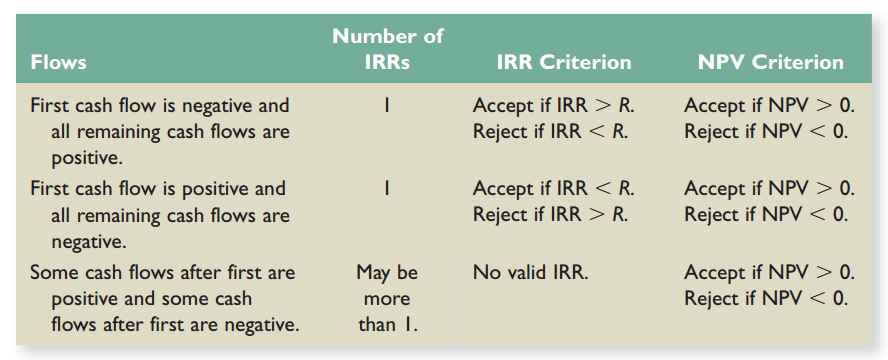 Flows Number of IRRs IRR Criterion NPV Criterion
First cash flow is negative and 1 Accept if IRR > R. Accept if NPV > 0.
all remaining cash flows are Reject if IRR < R. Reject if NPV < 0.
positive.
First cash flow is positive and 1 Accept if IRR < R. Accept if NPV > 0.
all remaining cash flows are Reject if IRR > R. Reject if NPV < 0.
negative.
Some cash flows after first are May be No valid IRR. Accept if NPV > 0.
positive and some cash more Reject if NPV < 0.
flows after first are negative. than 1.